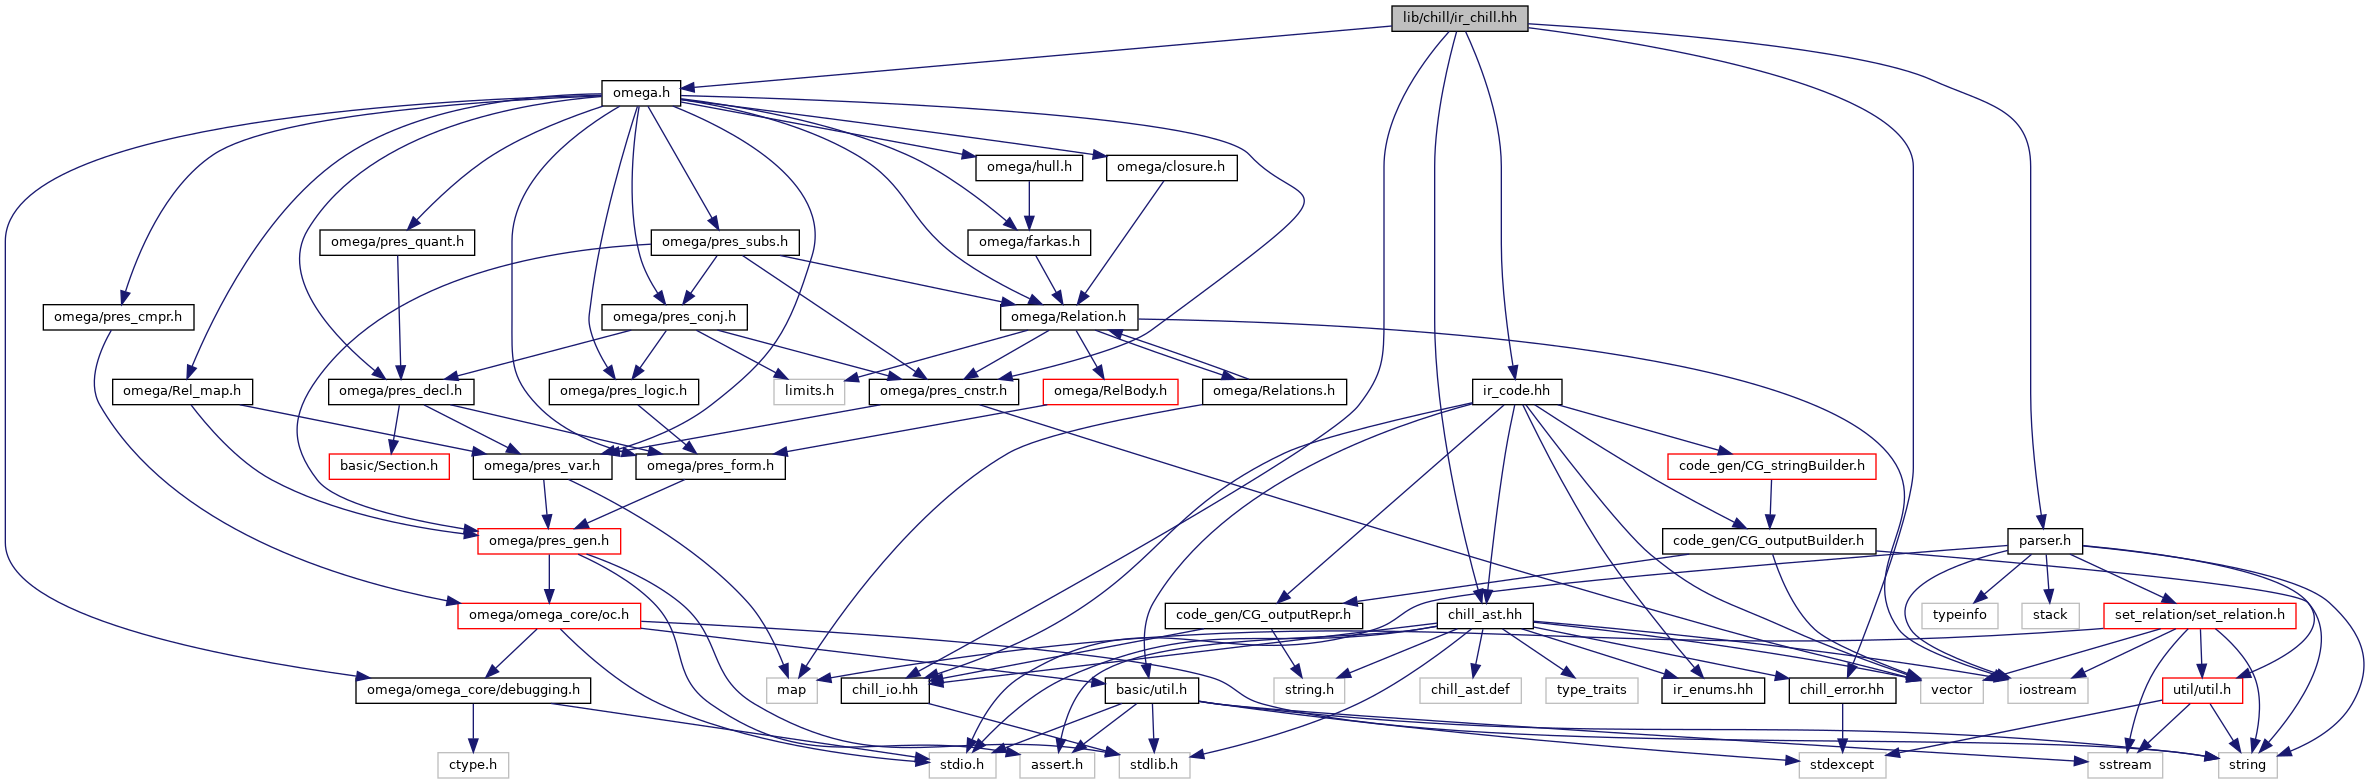 lib/chill/ir_chill.hh
omega.h
omega/hull.h
omega/closure.h
omega/pres_quant.h
omega/pres_subs.h
omega/farkas.h
omega/pres_cmpr.h
omega/pres_conj.h
omega/Relation.h
omega/Rel_map.h
omega/pres_decl.h
omega/pres_logic.h
limits.h
omega/pres_cnstr.h
omega/RelBody.h
omega/Relations.h
ir_code.hh
basic/Section.h
omega/pres_var.h
omega/pres_form.h
code_gen/CG_stringBuilder.h
omega/pres_gen.h
code_gen/CG_outputBuilder.h
parser.h
omega/omega_core/oc.h
code_gen/CG_outputRepr.h
chill_ast.hh
typeinfo
stack
set_relation/set_relation.h
omega/omega_core/debugging.h
map
chill_io.hh
basic/util.h
string.h
chill_ast.def
type_traits
ir_enums.hh
chill_error.hh
vector
iostream
util/util.h
ctype.h
stdio.h
assert.h
stdlib.h
stdexcept
sstream
string